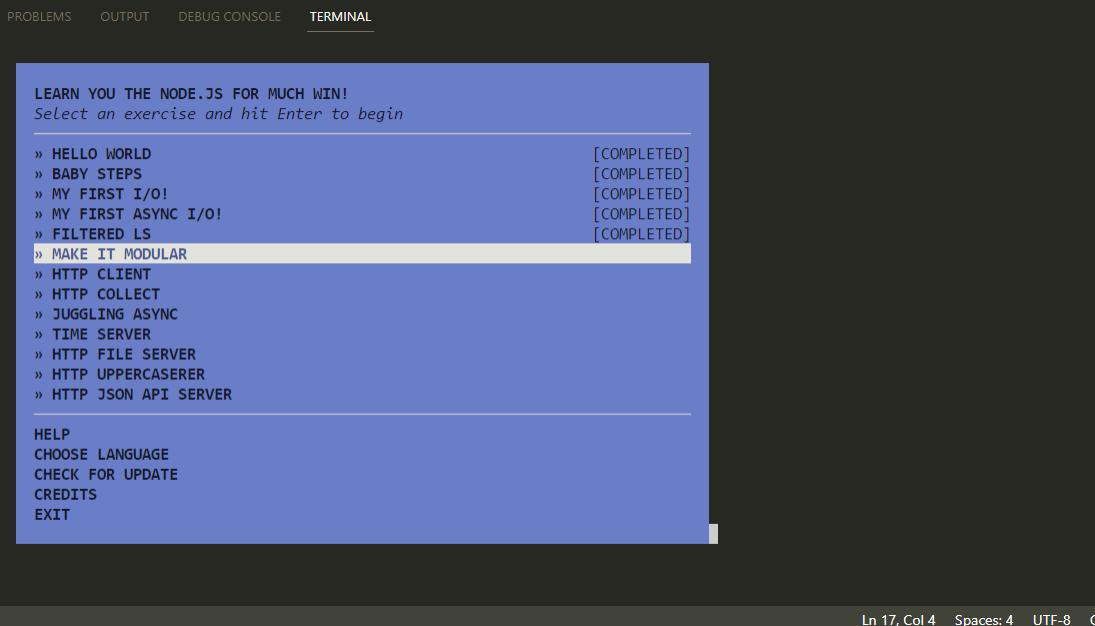 PROBLEMS OUTPUT DEBUG CONSOLE TERMINAL
LEARN YOU THE NODE.JS FOR MUCH WIN!
Select an exercise and hit Enter to begin
» HELLO WORLD [COMPLETED]
» BABY STEPS [COMPLETED]
» MY FIRST I/O! [COMPLETED]
» MY FIRST ASYNC I/O! [COMPLETED]
» FILTERED LS [COMPLETED]
» MAKE IT MODULAR
» HTTP CLIENT
» HTTP COLLECT
» JUGGLING ASYNC
» TIME SERVER
» HTTP FILE SERVER
» HTTP UPPERCASERER
» HTTP JSON API SERVER
HELP
CHOOSE LANGUAGE
CHECK FOR UPDATE
CREDITS
EXIT
Ln 17, Col 4 Spaces: 4 UTF-8